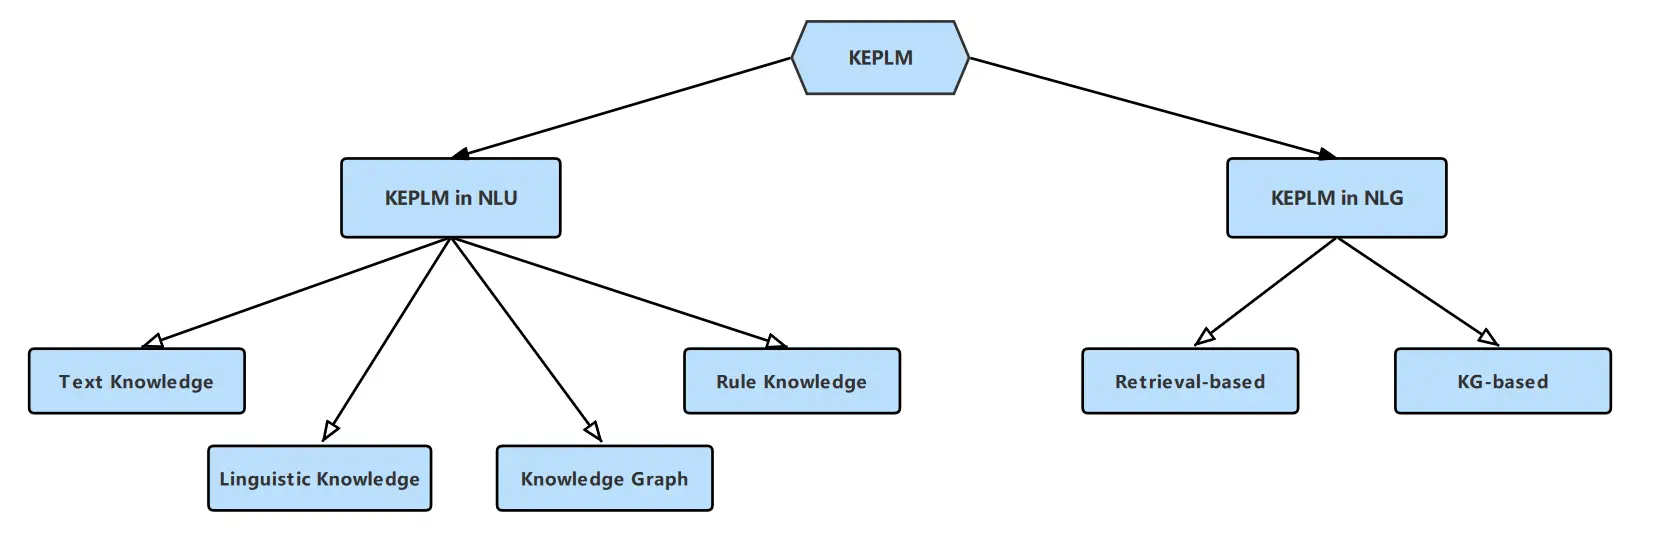 KEPLM
KEPLM in NLU
KEPLM in NLG
Text Knowledge
Rule Knowledge
Retrieval-based
KG-based
Linguistic Knowledge
Knowledge Graph